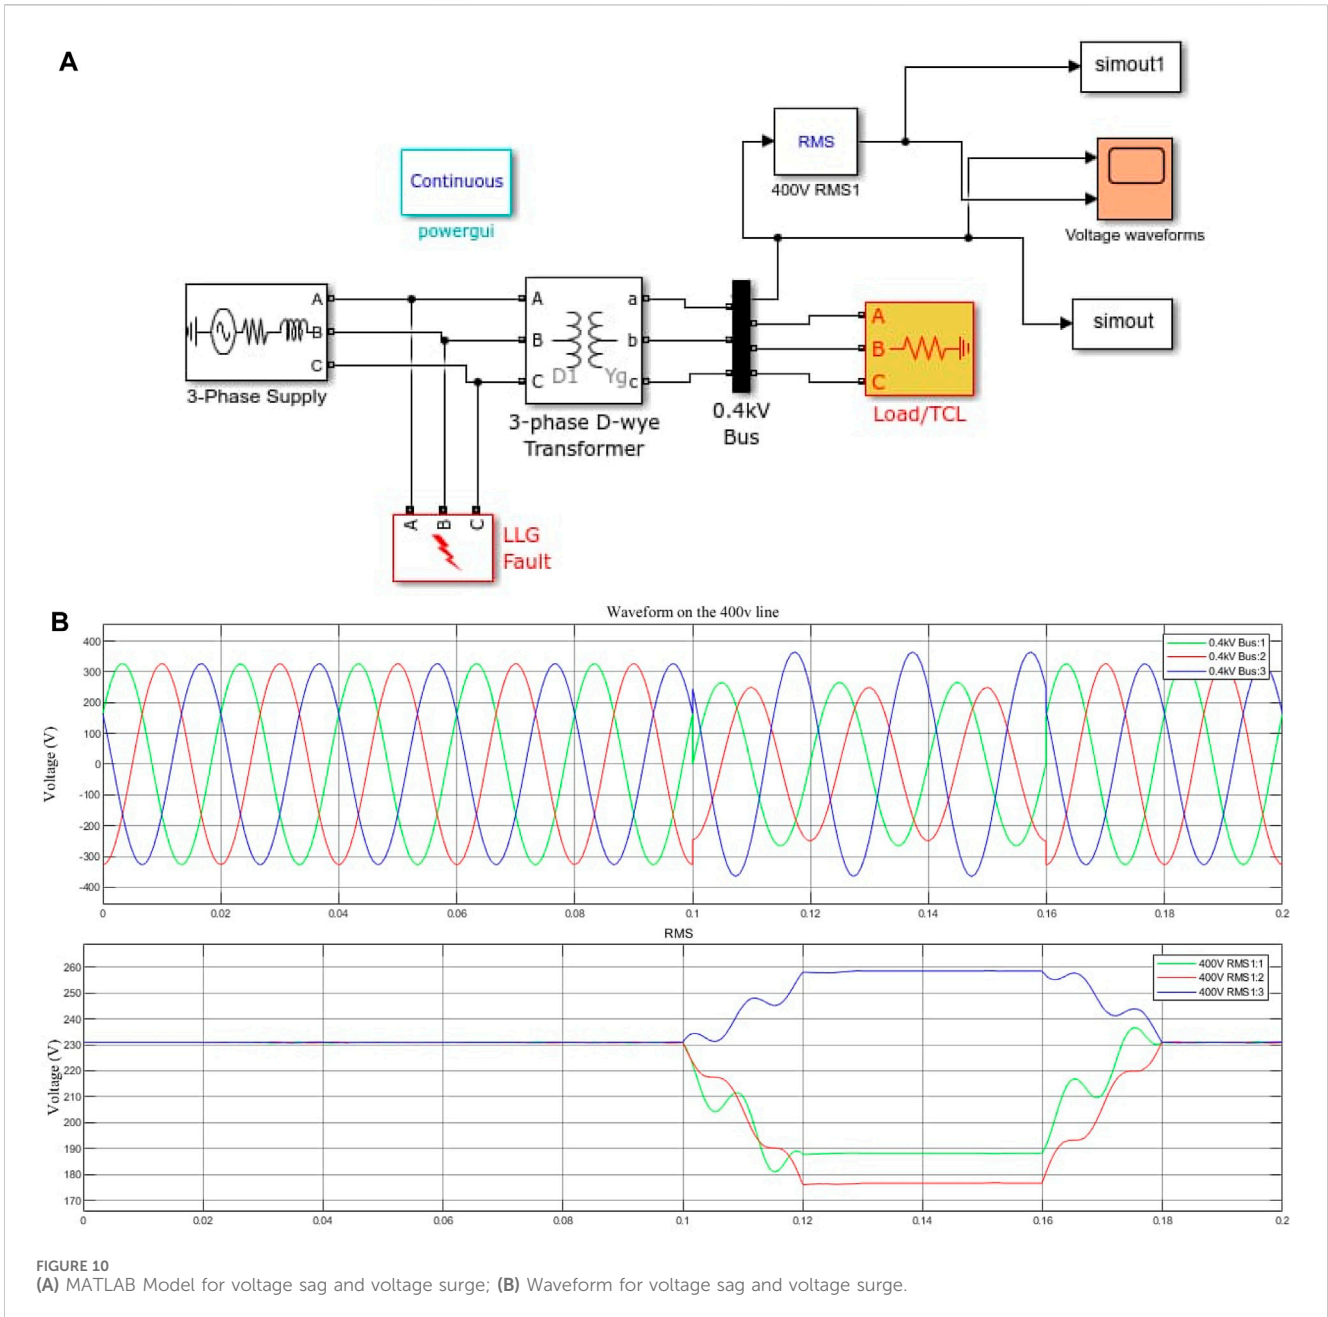 A
simout1
RMS
400V RMS1
Continuous
powergui
Voltage waveforms
A
B
C
3-Phase Supply
A
B
C
D1
Yg
a
b
c
3-phase D-wye
Transformer
0.4kV
Bus
A
B
C
Load/TCL
simout
A
B
C
LLG
Fault
B
Waveform on the 400v line
0.4kV Bus:1
0.4kV Bus:2
0.4kV Bus:3
Voltage (V)
400
300
200
100
0
-100
-200
-300
-400
0
0.02
0.04
0.06
0.08
0.1
0.12
0.14
0.16
0.18
0.2
RMS
400V RMS1:1
400V RMS1:2
400V RMS1:3
Voltage (V)
260
250
240
230
220
210
200
190
180
170
0
0.02
0.04
0.06
0.08
0.1
0.12
0.14
0.16
0.18
0.2
FIGURE 10
(A) MATLAB Model for voltage sag and voltage surge; (B) Waveform for voltage sag and voltage surge.